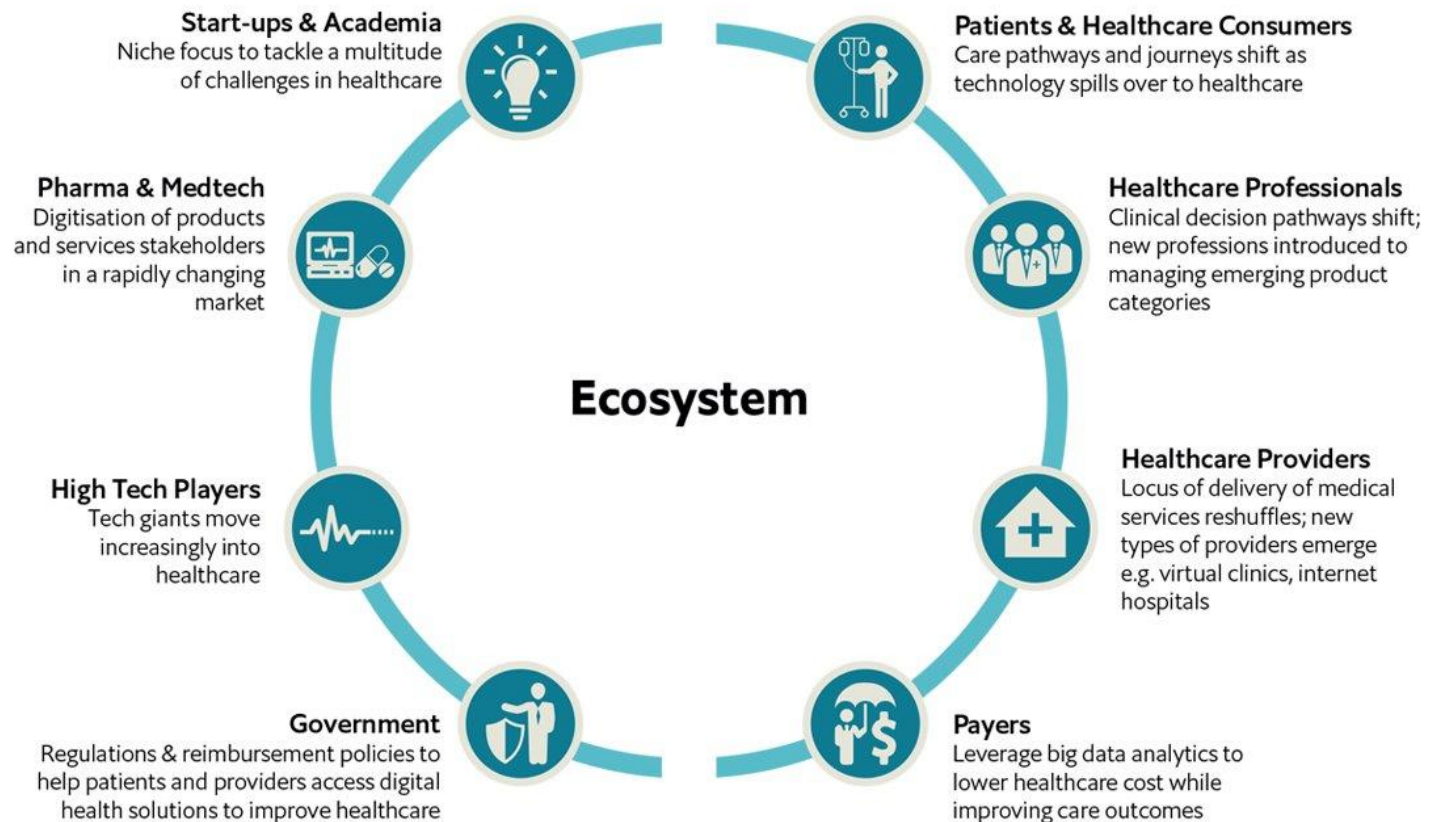 Start-ups & Academia
Niche focus to tackle a multitude
of challenges in healthcare
Pharma & Medtech
Digitisation of products
and services stakeholders
in a rapidly changing
market
High Tech Players
Tech giants move
increasingly into
healthcare
Government
Regulations & reimbursement policies to
help patients and providers access digital
health solutions to improve healthcare
Ecosystem
Patients & Healthcare Consumers
Care pathways and journeys shift as
technology spills over to healthcare
Healthcare Professionals
Clinical decision pathways shift;
new professions introduced to
managing emerging product
categories
Healthcare Providers
Locus of delivery of medical
services reshuffles; new
types of providers emerge
e.g. virtual clinics, internet
hospitals
Payers
Leverage big data analytics to
lower healthcare cost while
improving care outcomes
$